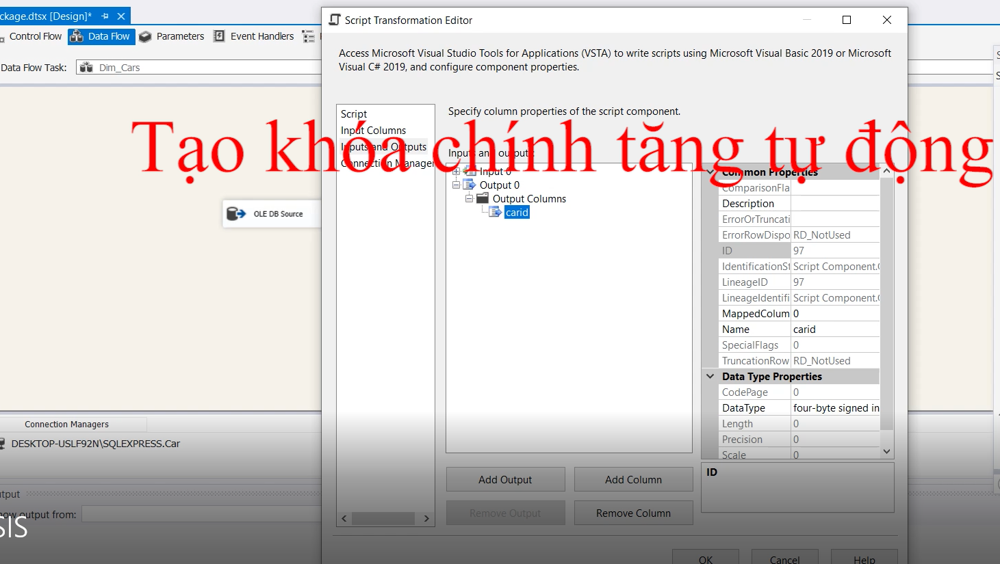 ckage.dtsx [Design]*
Control Flow
Data Flow
Parameters
Event Handlers
Data Flow Task:
Dim_Cars
OLE DB Source
Connection Managers
DESKTOP-USLF92N\SQLEXPRESS.Car
utput
how output from:
SIS
Script Transformation Editor
Access Microsoft Visual Studio Tools for Applications (VSTA) to write scripts using Microsoft Visual Basic 2019 or Microsoft
Visual C# 2019, and configure component properties.
Script
Input Columns
Inputs and Outputs
Connection Manager
Specify column properties of the script component.
Tạo khóa chính tăng tự động
Inputs and outputs:
Input 0
Output 0
Output Columns
carid
Common Properties
ComparisonFla
Description
ErrorOrTruncati
ErrorRowDispo RD_NotUsed
ID 97
IdentificationSt Script Component.
LineageID 97
LineageIdentifi Script Component.
MappedColum 0
Name carid
SpecialFlags 0
TruncationRow RD_NotUsed
Data Type Properties
CodePage 0
DataType four-byte signed in
Length 0
Precision 0
Scale 0
ID
Add Output
Add Column
Remove Output
Remove Column
OK
Cancel
Help